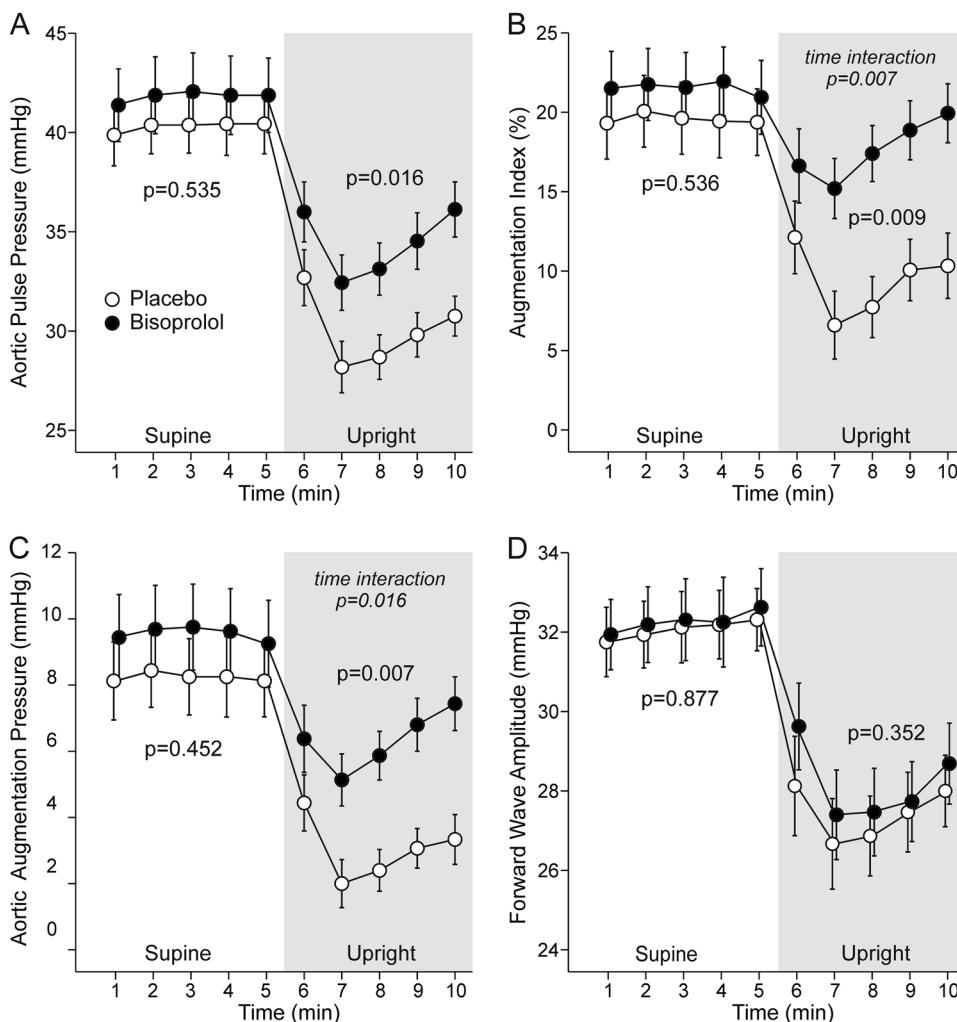 A
45
40
35
30
25
Aortic Pulse Pressure (mmHg)
p=0.535
p=0.016
Placebo
Bisoprolol
Supine
Upright
1 2 3 4 5 6 7 8 9 10
Time (min)
B
25
20
15
10
5
0
Augmentation Index (%)
time interaction
p=0.007
p=0.536
p=0.009
Supine
Upright
1 2 3 4 5 6 7 8 9 10
Time (min)
C
12
10
8
6
4
2
0
Aortic Augmentation Pressure (mmHg)
time interaction
p=0.016
p=0.007
p=0.452
Supine
Upright
1 2 3 4 5 6 7 8 9 10
Time (min)
D
34
32
30
28
26
24
Forward Wave Amplitude (mmHg)
p=0.877
p=0.352
Supine
Upright
1 2 3 4 5 6 7 8 9 10
Time (min)